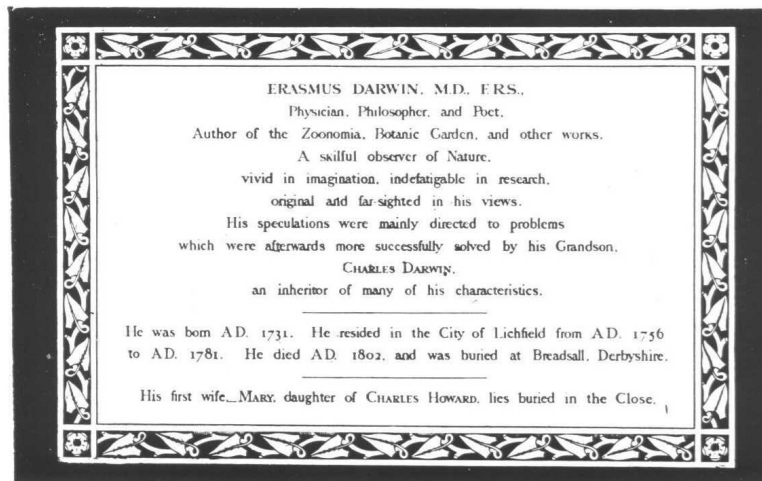 ERASMUS DARWIN, M.D., F.R.S.,
Physician, Philosopher, and Poet,
Author of the Zoonomia, Botanic Garden, and other works.
A skilful observer of Nature,
vivid in imagination, indefatigable in research,
original and far-sighted in his views.
His speculations were mainly directed to problems
which were afterwards more successfully solved by his Grandson,
CHARLES DARWIN,
an inheritor of many of his characteristics.
He was born A.D. 1731. He resided in the City of Lichfield from A.D. 1756
to A.D. 1781. He died A.D. 1802, and was buried at Breadsall, Derbyshire.
His first wife, MARY, daughter of CHARLES HOWARD, lies buried in the Close.